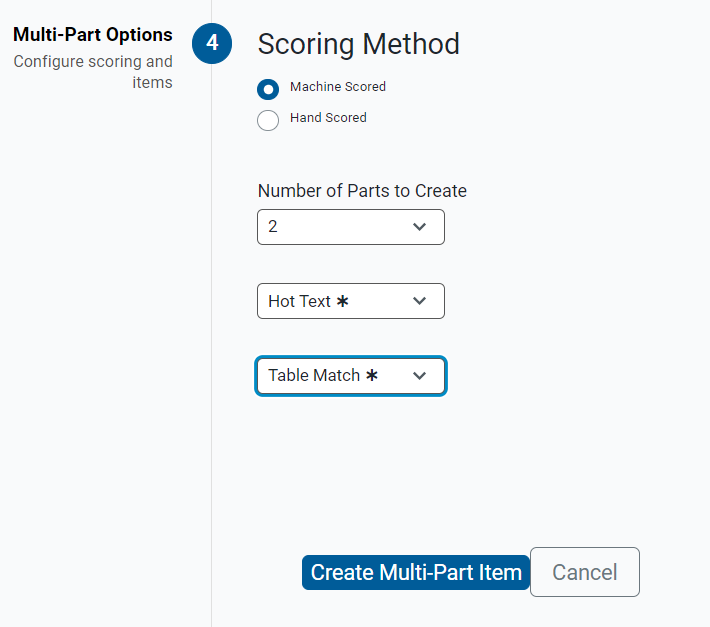 Multi-Part Options
Configure scoring and
items
4
Scoring Method
Machine Scored
Hand Scored
Number of Parts to Create
2
Hot Text ✱
Table Match ✱
Create Multi-Part Item
Cancel